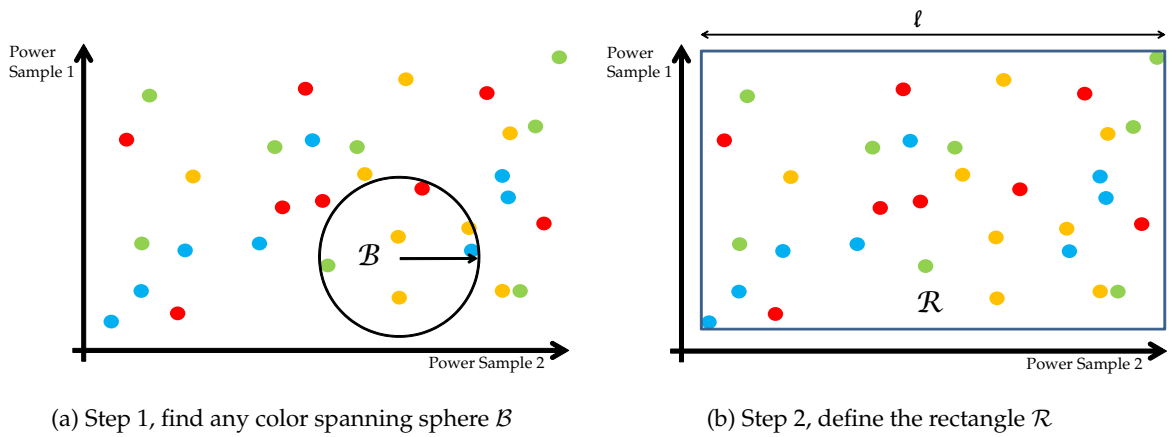 Power
Sample 1
ℬ
Power Sample 2
(a) Step 1, find any color spanning sphere ℬ
ℓ
Power
Sample 1
ℛ
Power Sample 2
(b) Step 2, define the rectangle ℛ